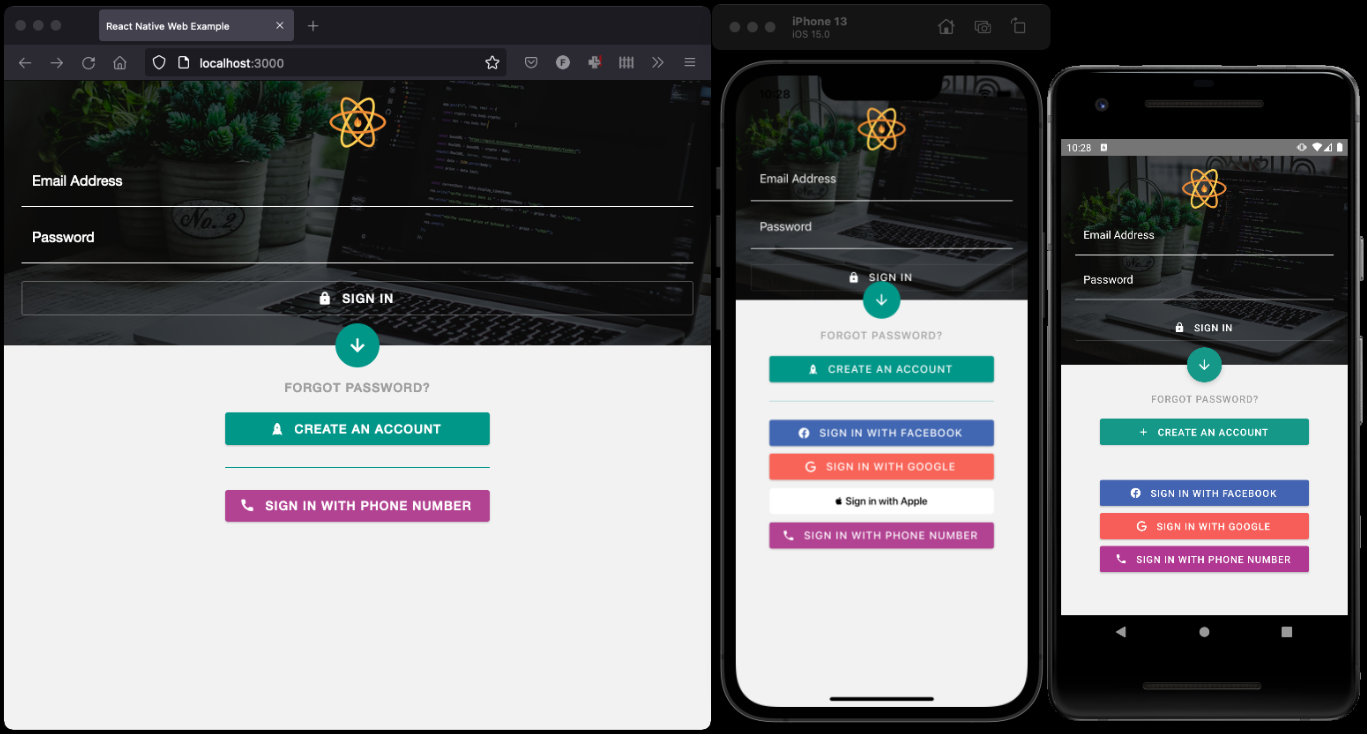 React Native Web Example
localhost:3000
Email Address
No.2
Password
SIGN IN
FORGOT PASSWORD?
CREATE AN ACCOUNT
SIGN IN WITH PHONE NUMBER
iPhone 13
iOS 15.0
10:28
Email Address
Password
SIGN IN
FORGOT PASSWORD?
CREATE AN ACCOUNT
SIGN IN WITH FACEBOOK
SIGN IN WITH GOOGLE
Sign in with Apple
SIGN IN WITH PHONE NUMBER
10:28
Email Address
Password
SIGN IN
FORGOT PASSWORD?
CREATE AN ACCOUNT
SIGN IN WITH FACEBOOK
SIGN IN WITH GOOGLE
SIGN IN WITH PHONE NUMBER